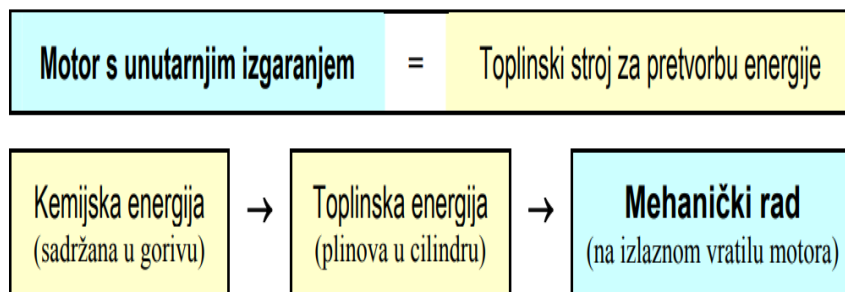 Motor s unutarnjim izgaranjem = Toplinski stroj za pretvorbu energije
Kemijska energija → Toplinska energija → Mehanički rad
(sadržana u gorivu) (plinova u cilindru) (na izlaznom vratilu motora)